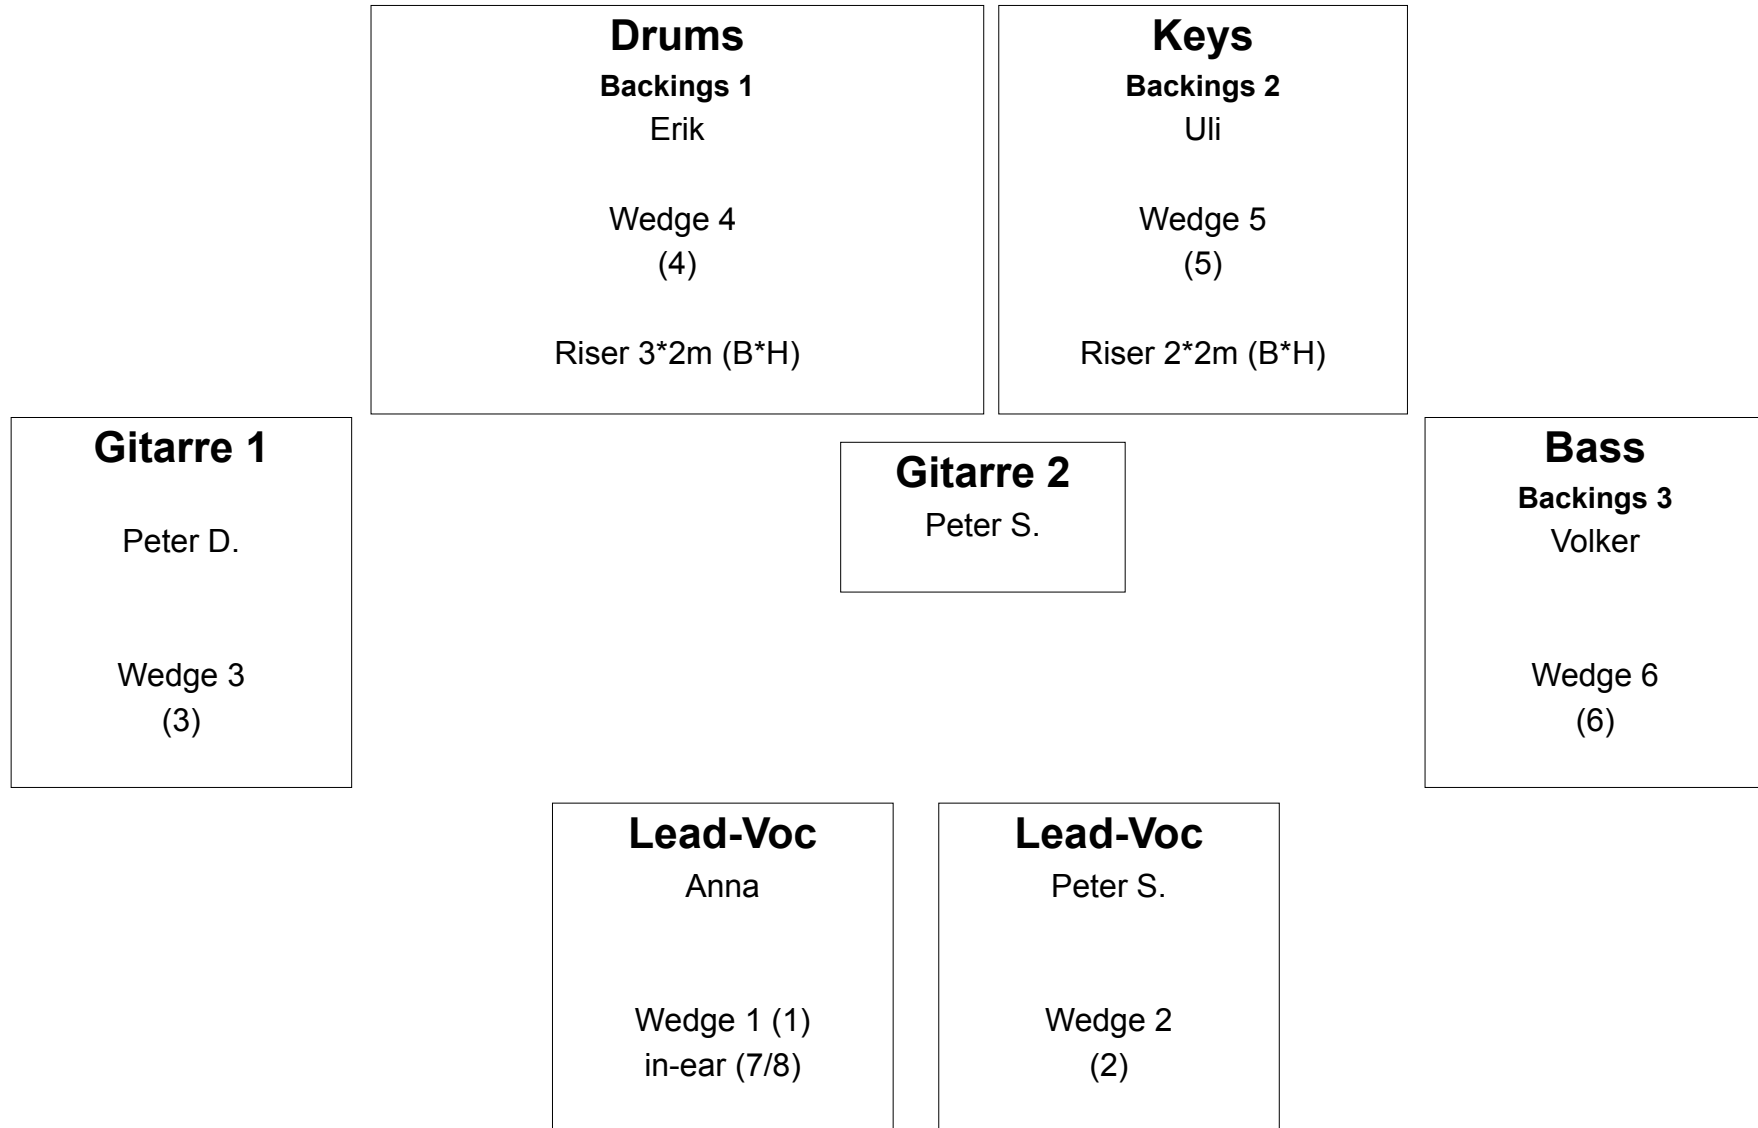 Drums
Backings 1
Erik
Wedge 4
(4)
Riser 3*2m (B*H)
Keys
Backings 2
Uli
Wedge 5
(5)
Riser 2*2m (B*H)
Gitarre 1
Peter D.
Wedge 3
(3)
Gitarre 2
Peter S.
Bass
Backings 3
Volker
Wedge 6
(6)
Lead-Voc
Anna
Wedge 1 (1)
in-ear (7/8)
Lead-Voc
Peter S.
Wedge 2
(2)